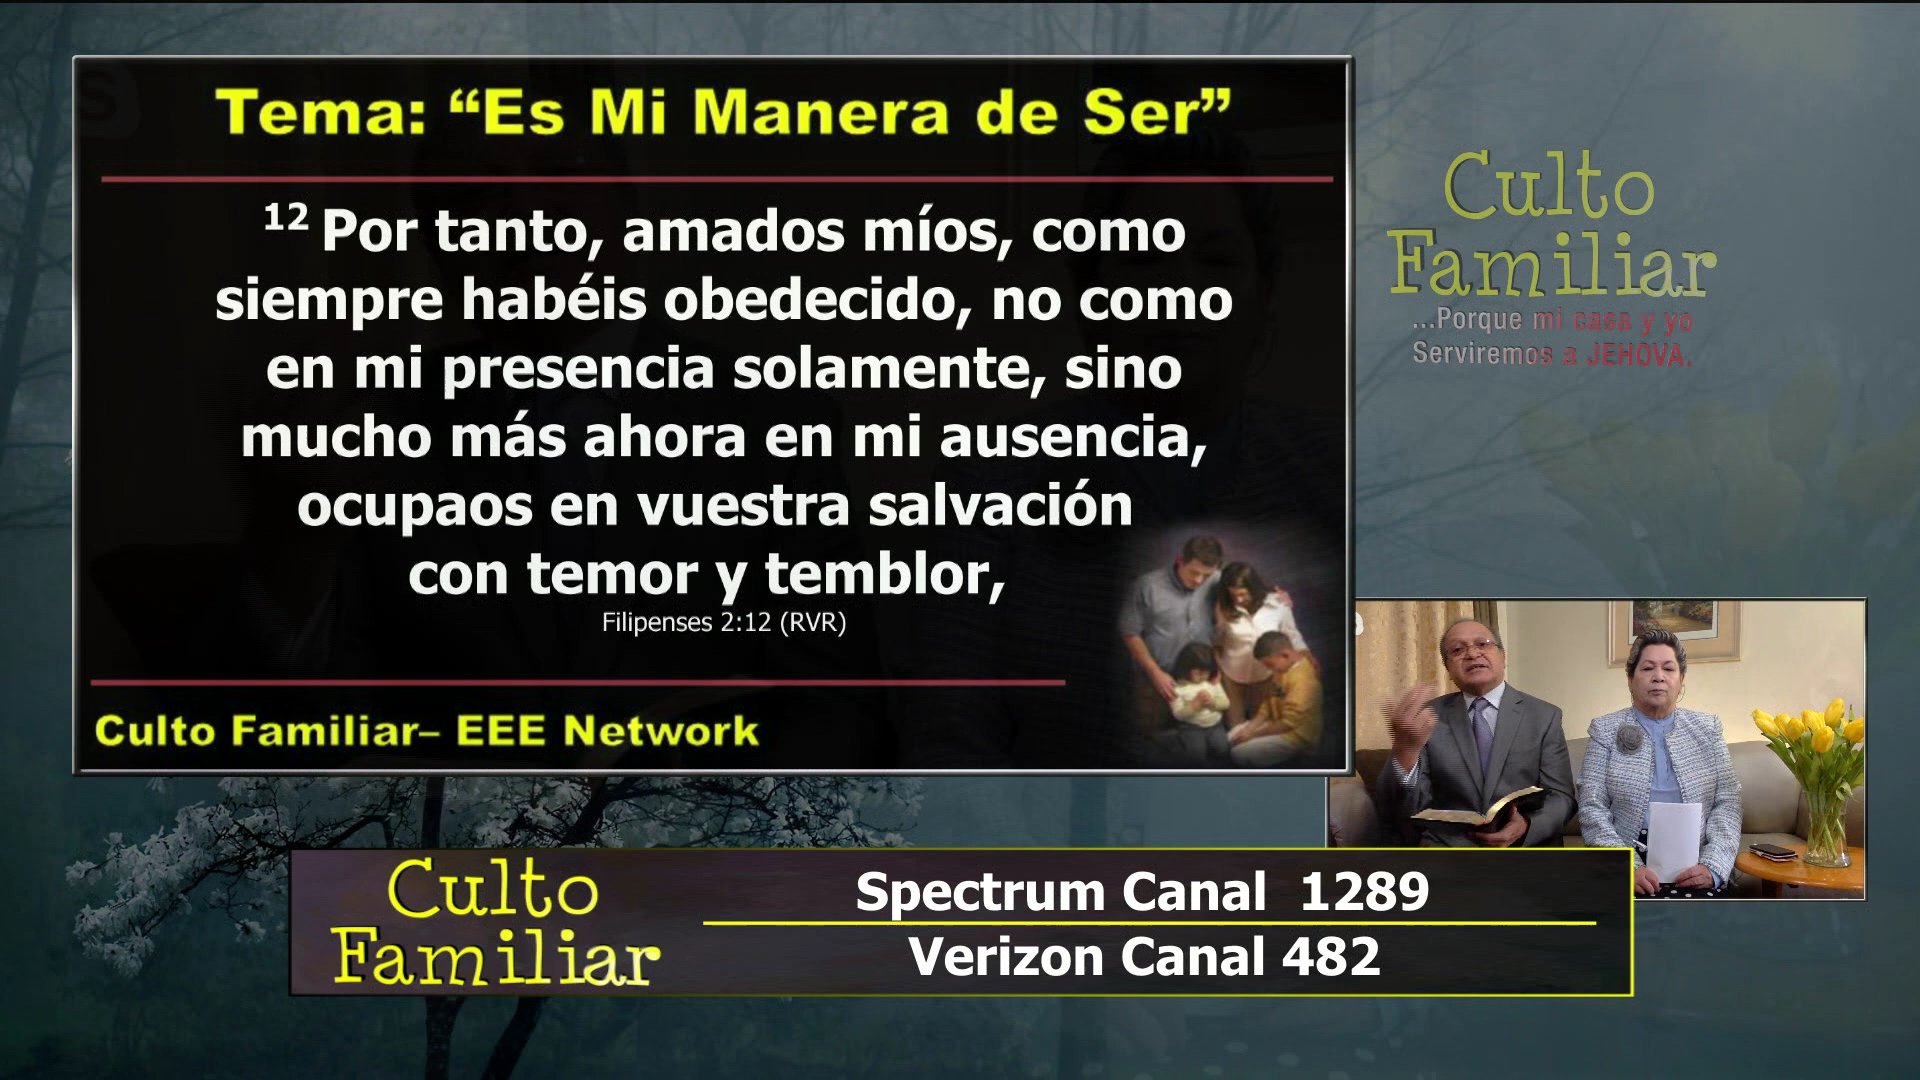 Tema: “Es Mi Manera de Ser”
12 Por tanto, amados míos, como
siempre habéis obedecido, no como
en mi presencia solamente, sino
mucho más ahora en mi ausencia,
ocupaos en vuestra salvación
con temor y temblor,
Filipenses 2:12 (RVR)
Culto Familiar– EEE Network
Culto
Familiar
...Porque mi casa y yo
Serviremos a JEHOVA.
Culto
Familiar
Spectrum Canal 1289
Verizon Canal 482